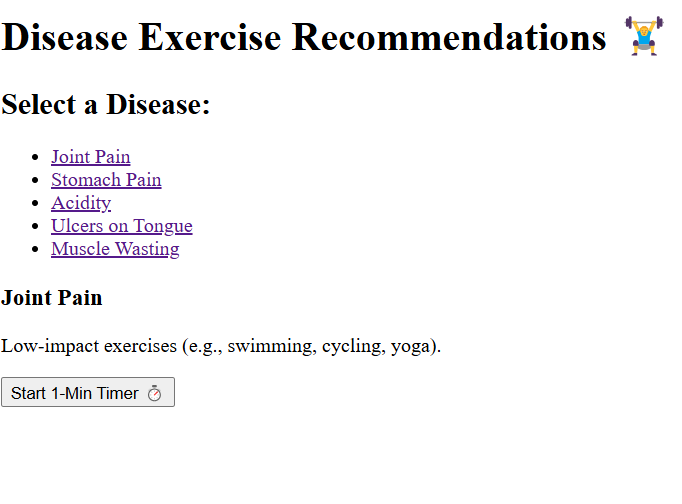 Disease Exercise Recommendations 🏋️
Select a Disease:
Joint Pain
Stomach Pain
Acidity
Ulcers on Tongue
Muscle Wasting
Joint Pain
Low-impact exercises (e.g., swimming, cycling, yoga).
Start 1-Min Timer ⏱️